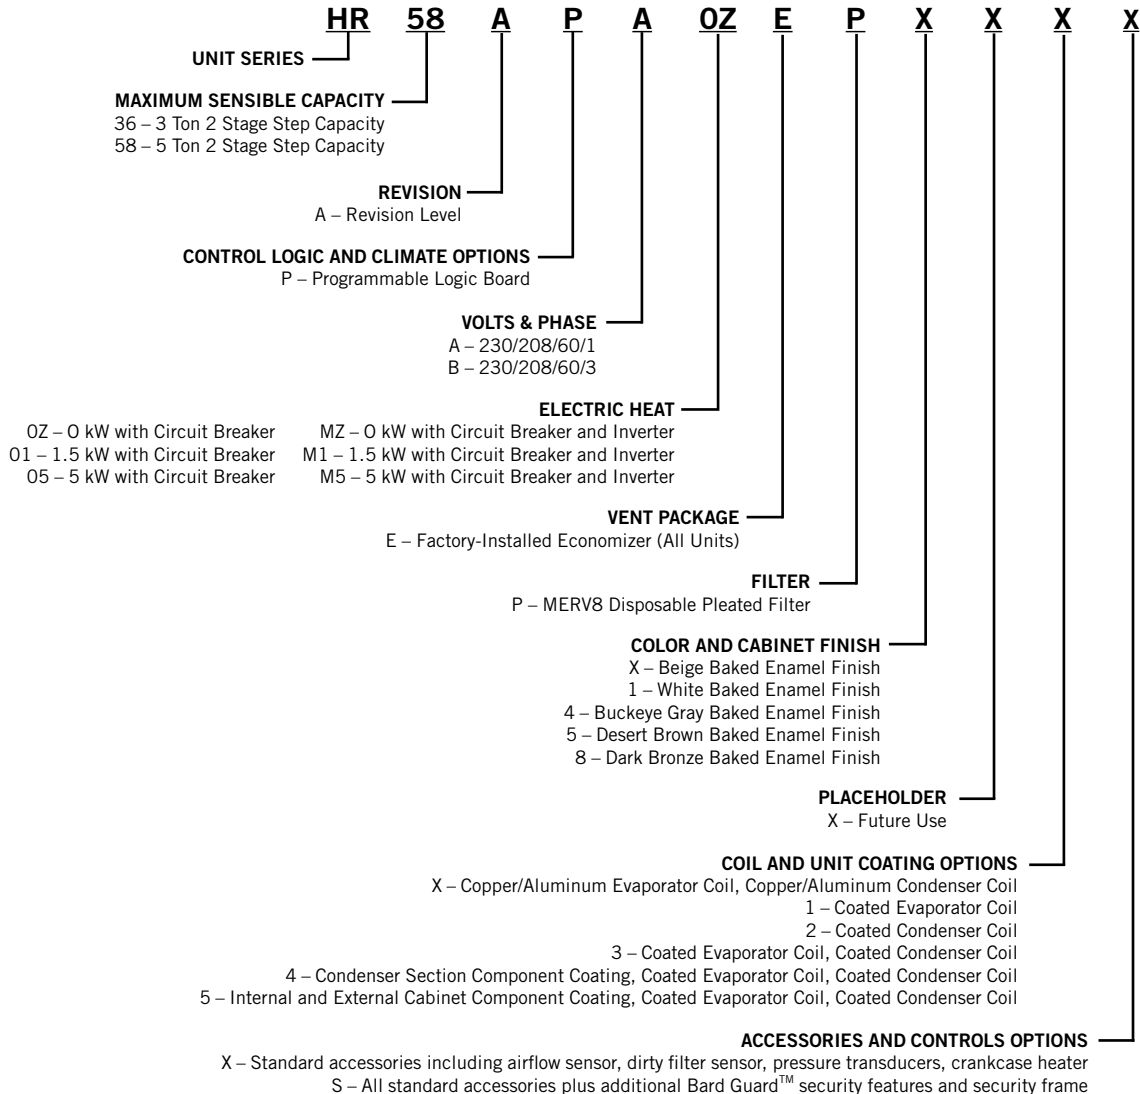 HR 58 A P A 0Z E P X X X X
UNIT SERIES
MAXIMUM SENSIBLE CAPACITY
36 – 3 Ton 2 Stage Step Capacity
58 – 5 Ton 2 Stage Step Capacity
REVISION
A – Revision Level
CONTROL LOGIC AND CLIMATE OPTIONS
P – Programmable Logic Board
VOLTS & PHASE
A – 230/208/60/1
B – 230/208/60/3
ELECTRIC HEAT
0Z – 0 kW with Circuit Breaker MZ – 0 kW with Circuit Breaker and Inverter
01 – 1.5 kW with Circuit Breaker M1 – 1.5 kW with Circuit Breaker and Inverter
05 – 5 kW with Circuit Breaker M5 – 5 kW with Circuit Breaker and Inverter
VENT PACKAGE
E – Factory-Installed Economizer (All Units)
FILTER
P – MERV8 Disposable Pleated Filter
COLOR AND CABINET FINISH
X – Beige Baked Enamel Finish
1 – White Baked Enamel Finish
4 – Buckeye Gray Baked Enamel Finish
5 – Desert Brown Baked Enamel Finish
8 – Dark Bronze Baked Enamel Finish
PLACEHOLDER
X – Future Use
COIL AND UNIT COATING OPTIONS
X – Copper/Aluminum Evaporator Coil, Copper/Aluminum Condenser Coil
1 – Coated Evaporator Coil
2 – Coated Condenser Coil
3 – Coated Evaporator Coil, Coated Condenser Coil
4 – Condenser Section Component Coating, Coated Evaporator Coil, Coated Condenser Coil
5 – Internal and External Cabinet Component Coating, Coated Evaporator Coil, Coated Condenser Coil
ACCESSORIES AND CONTROLS OPTIONS
X – Standard accessories including airflow sensor, dirty filter sensor, pressure transducers, crankcase heater
S – All standard accessories plus additional Bard Guard™ security features and security frame